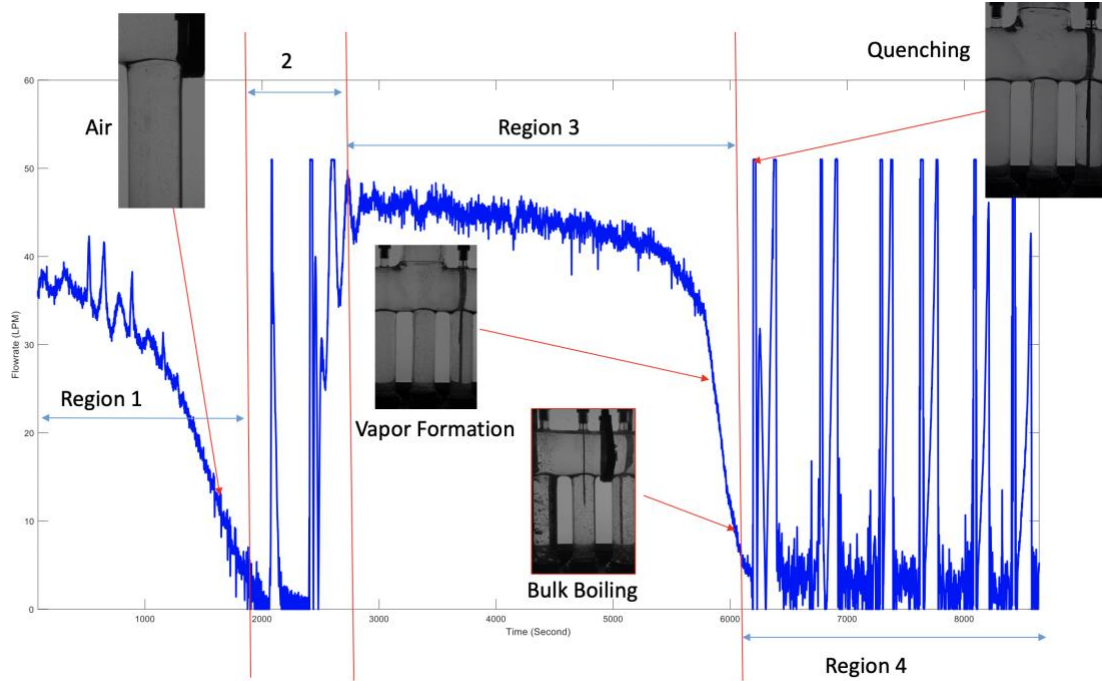 2
Quenching
60
Air
50
Region 3
40
Flowrate (LPM)
30
Region 1
20
Vapor Formation
10
Bulk Boiling
0
1000
2000
3000
4000
5000
6000
7000
8000
Time (Second)
Region 4